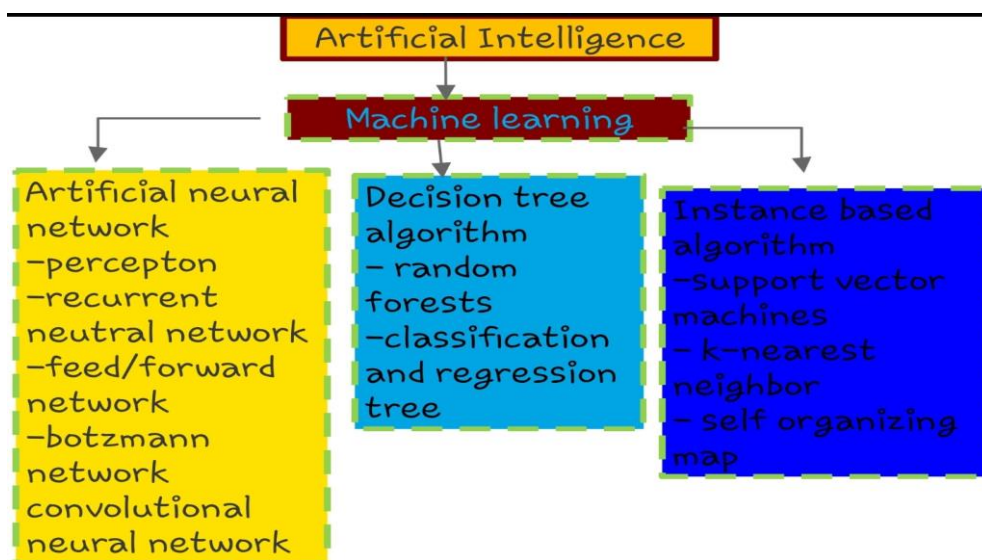 Artificial Intelligence
Machine learning
Artificial neural
network
-percepton
-recurrent
neutral network
-feed/forward
network
-botzmann
network
convolutional
neural network
Decision tree
algorithm
- random
forests
-classification
and regression
tree
Instance based
algorithm
-support vector
machines
- k-nearest
neighbor
- self organizing
map